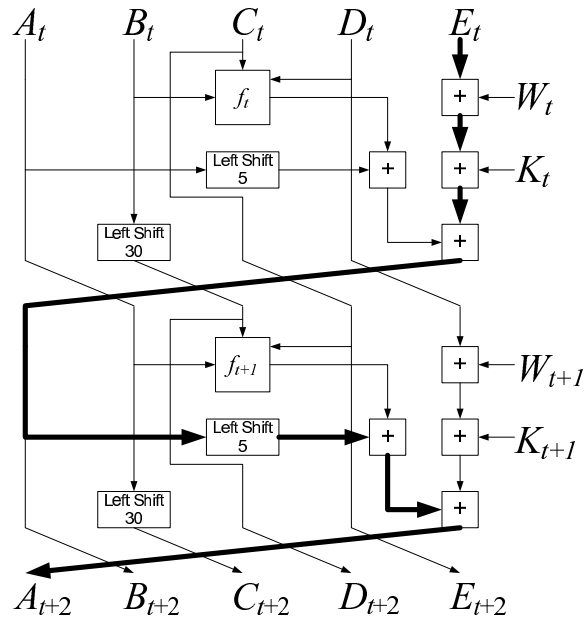 A_t B_t C_t D_t E_t
f_t + W_t
Left Shift
5
+ + K_t
Left Shift
30
+
f_{t+1} + W_{t+1}
Left Shift
5
+ + K_{t+1}
Left Shift
30
+
A_{t+2} B_{t+2} C_{t+2} D_{t+2} E_{t+2}